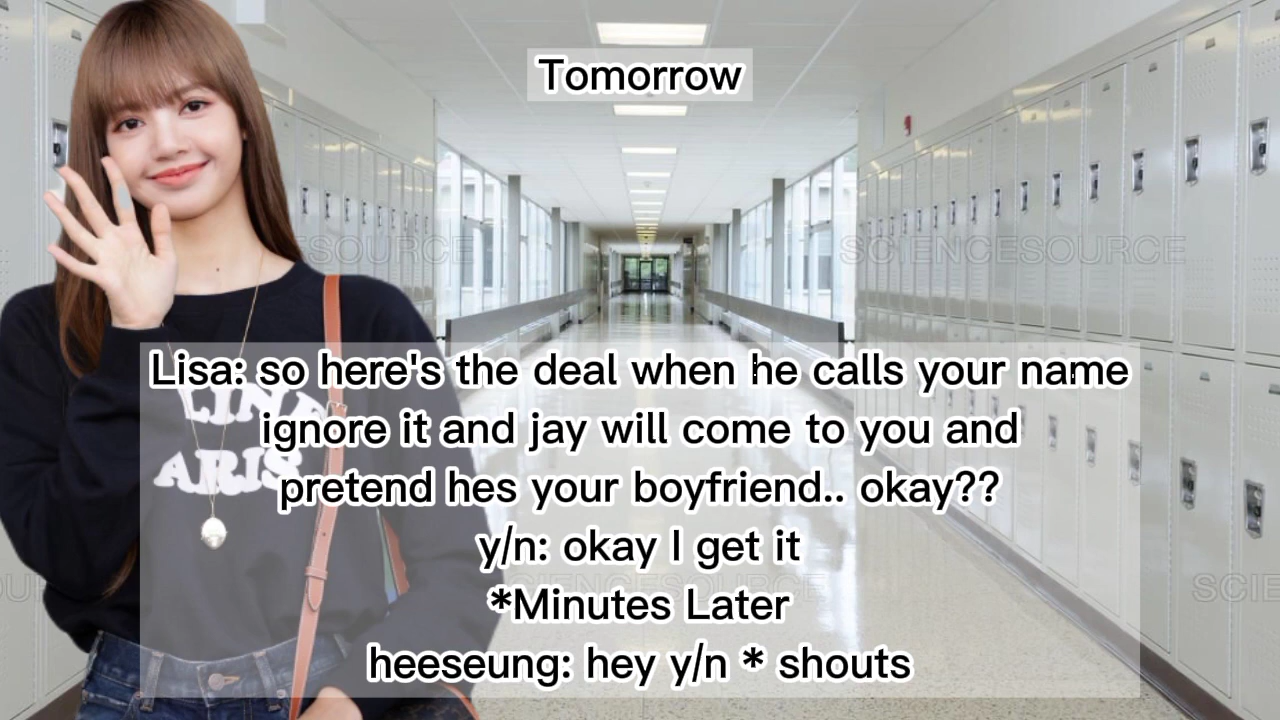 Tomorrow
SCIENCESOURCE
Lisa: so here's the deal when he calls your name
ignore it and jay will come to you and
pretend hes your boyfriend.. okay??
y/n: okay I get it
*Minutes Later
heeseung: hey y/n * shouts